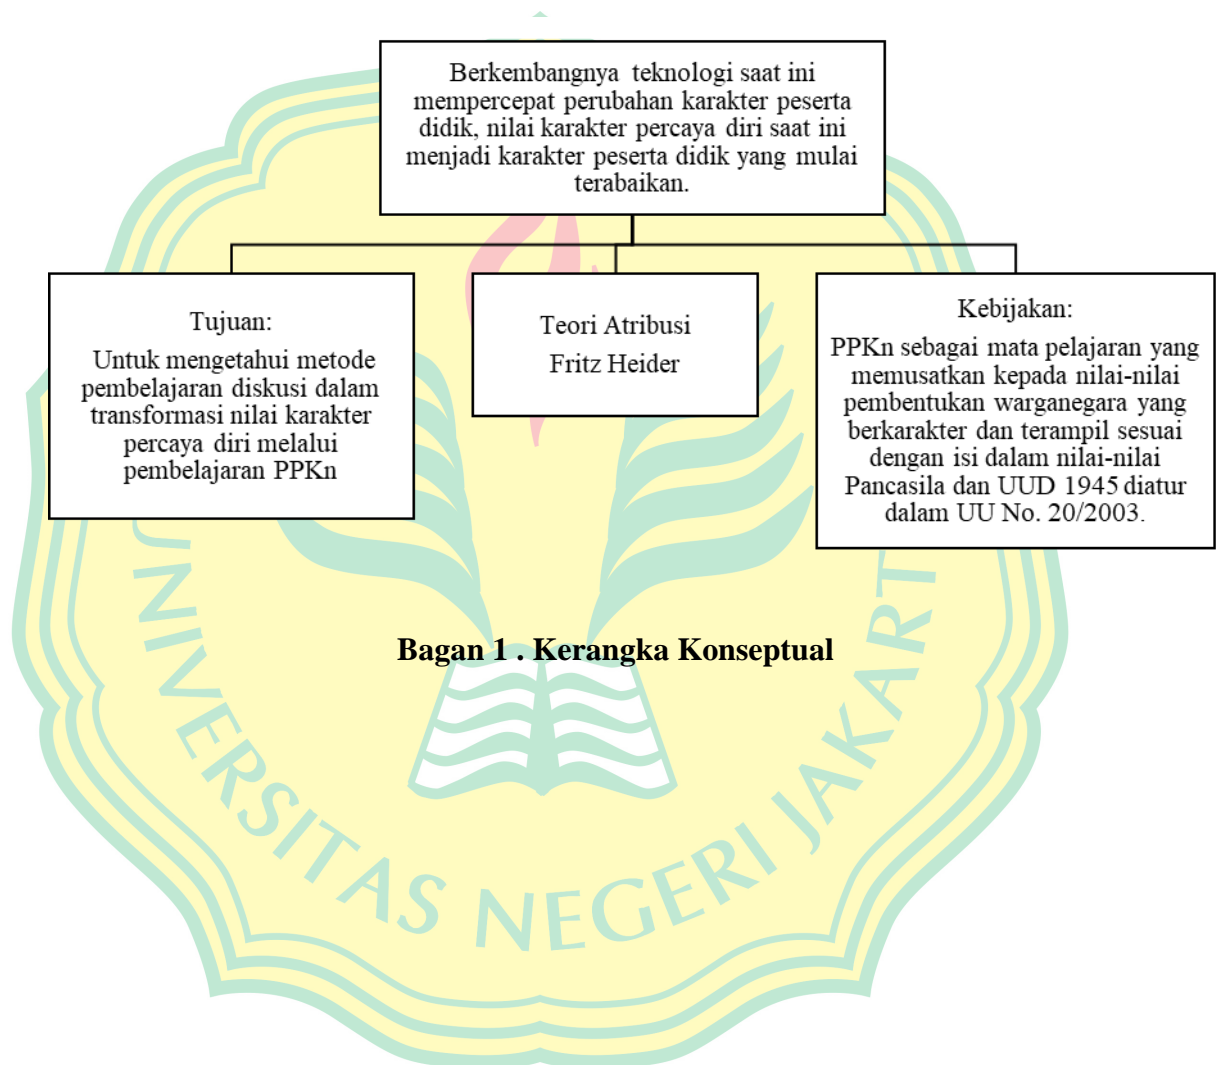 Berkembangnya teknologi saat ini
mempercepat perubahan karakter peserta
didik, nilai karakter percaya diri saat ini
menjadi karakter peserta didik yang mulai
terabaikan.
Tujuan:
Untuk mengetahui metode
pembelajaran diskusi dalam
transformasi nilai karakter
percaya diri melalui
pembelajaran PPKn
Teori Atribusi
Fritz Heider
Kebijakan:
PPKn sebagai mata pelajaran yang
memusatkan kepada nilai-nilai
pembentukan warganegara yang
berkarakter dan terampil sesuai
dengan isi dalam nilai-nilai
Pancasila dan UUD 1945 diatur
dalam UU No. 20/2003.
Bagan 1 . Kerangka Konseptual
UNIVERSITAS NEGERI JAKART